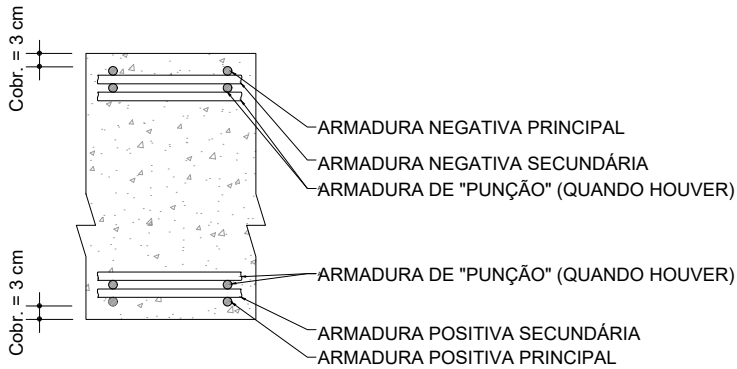 Cobr. = 3 cm
ARMADURA NEGATIVA PRINCIPAL
ARMADURA NEGATIVA SECUNDÁRIA
ARMADURA DE "PUNÇÃO" (QUANDO HOUVER)
ARMADURA DE "PUNÇÃO" (QUANDO HOUVER)
Cobr. = 3 cm
ARMADURA POSITIVA SECUNDÁRIA
ARMADURA POSITIVA PRINCIPAL